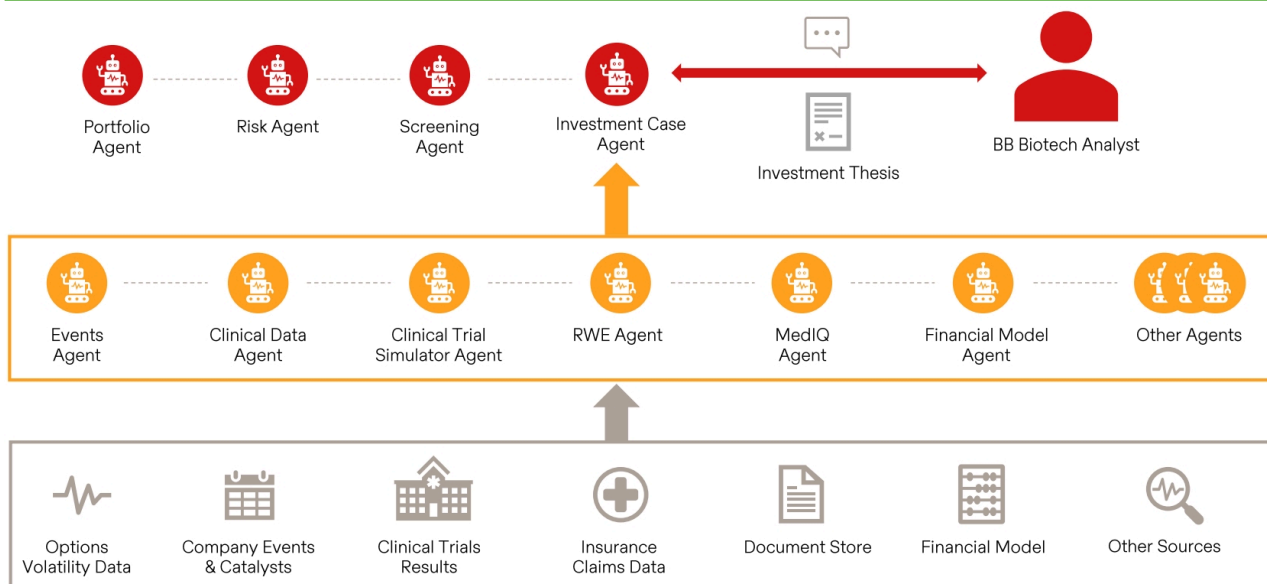 Portfolio
Agent
Risk Agent
Screening
Agent
Investment Case
Agent
Investment Thesis
BB Biotech Analyst
Events
Agent
Clinical Data
Agent
Clinical Trial
Simulator Agent
RWE Agent
MedIQ
Agent
Financial Model
Agent
Other Agents
Options
Volatility Data
Company Events
& Catalysts
Clinical Trials
Results
Insurance
Claims Data
Document Store
Financial Model
Other Sources